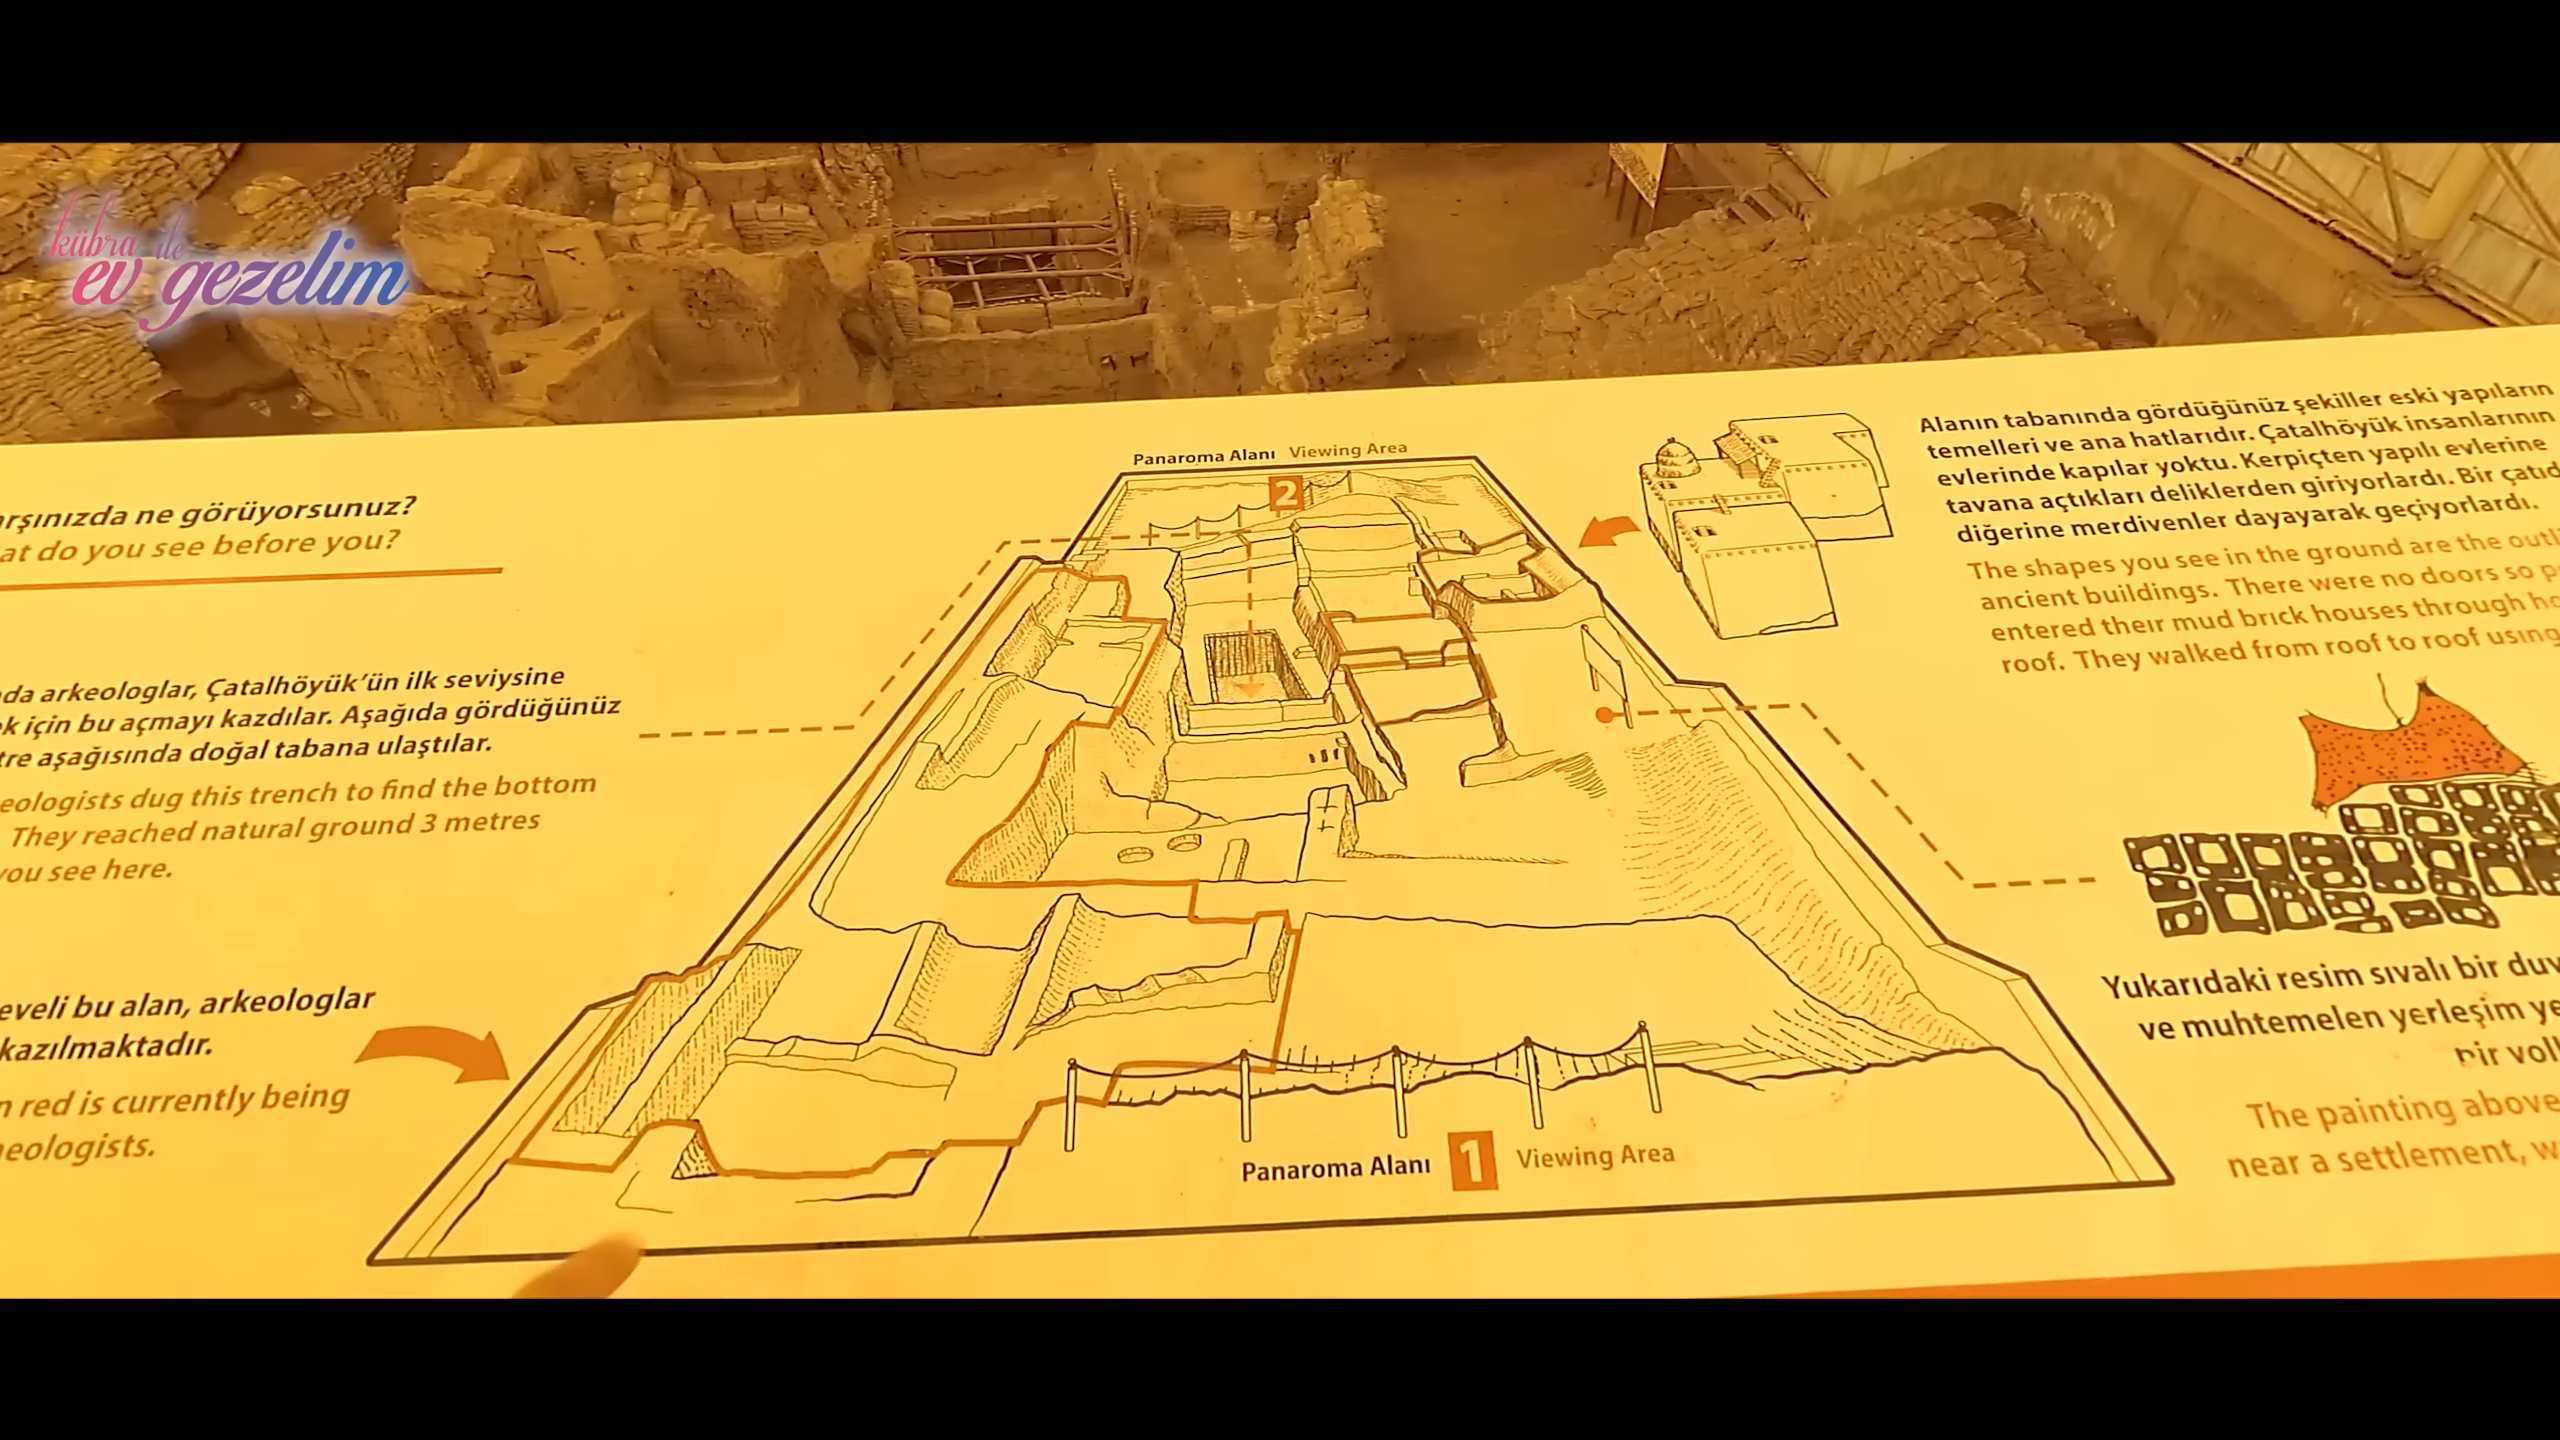 kübra ile
ev gezelim
Panaroma Alanı Viewing Area
2
arşınızda ne görüyorsunuz?
at do you see before you?
da arkeologlar, Çatalhöyük'ün ilk seviysine
k için bu açmayı kazdılar. Aşağıda gördüğünüz
tre aşağısında doğal tabana ulaştılar.
eologists dug this trench to find the bottom
They reached natural ground 3 metres
you see here.
eveli bu alan, arkeologlar
kazılmaktadır.
n red is currently being
eologists.
Panaroma Alanı 1 Viewing Area
Alanın tabanında gördüğünüz şekiller eski yapıların
temelleri ve ana hatlarıdır. Çatalhöyük insanlarının
evlerinde kapılar yoktu. Kerpiçten yapılı evlerine
tavana açtıkları deliklerden giriyorlardı. Bir çatıd
diğerine merdivenler dayayarak geçiyorlardı.
The shapes you see in the ground are the outli
ancient buildings. There were no doors so p
entered their mud brick houses through ho
roof. They walked from roof to roof using
Yukarıdaki resim sıvalı bir duv
ve muhtemelen yerleşim ye
bir vol
The painting above
near a settlement, w